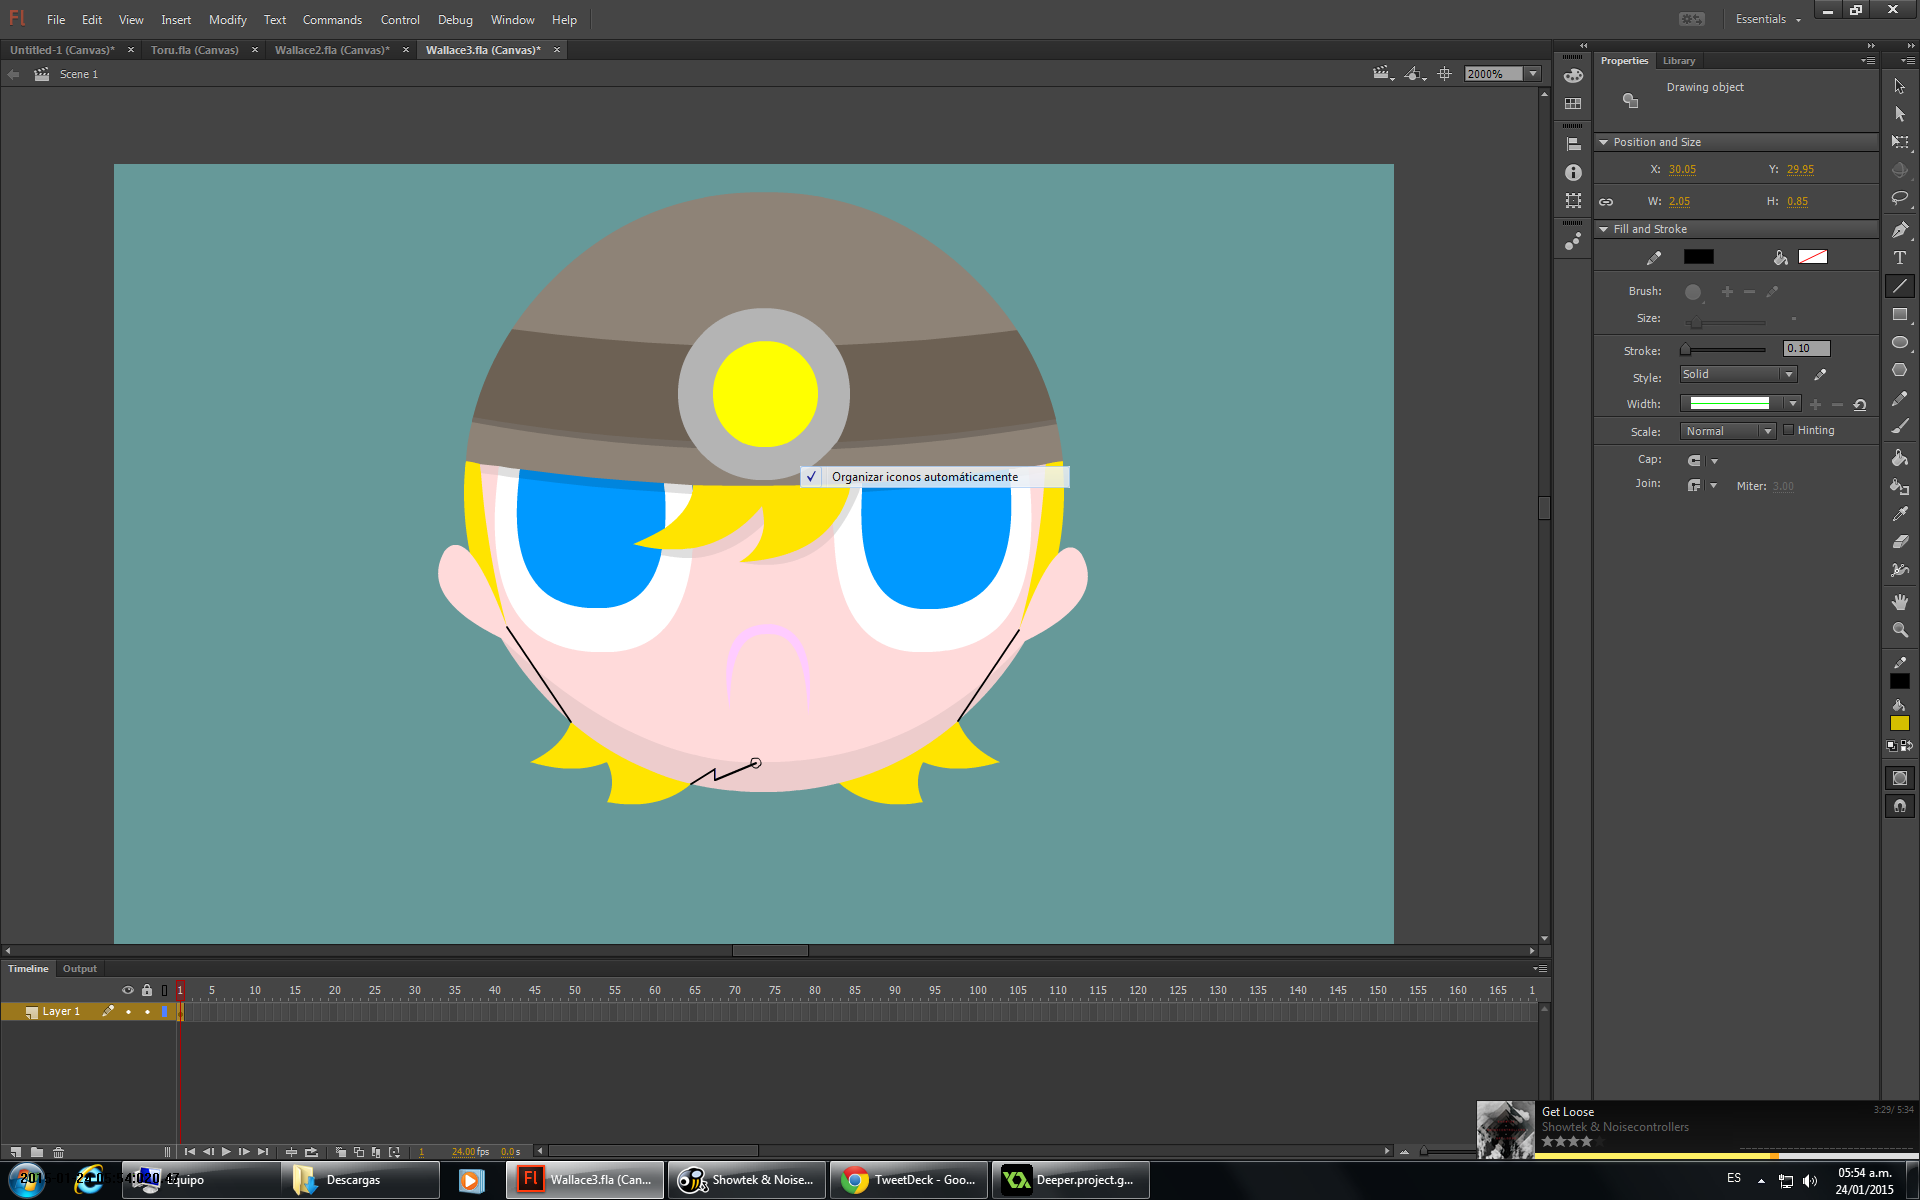 Fl File Edit View Insert Modify Text Commands Control Debug Window Help Essentials
Untitled-1 (Canvas)* Toru.fla (Canvas) Wallace2.fla (Canvas)* Wallace3.fla (Canvas)*
Scene 1 2000%
Properties Library
Drawing object
Position and Size
X: 30.05 Y: 29.95
W: 2.05 H: 0.85
Fill and Stroke
Brush:
Size: -
Stroke: 0.10
Style: Solid
Width:
Scale: Normal Hinting
Cap:
Join: Miter: 3.00
Organizar iconos automáticamente
Timeline Output
1 5 10 15 20 25 30 35 40 45 50 55 60 65 70 75 80 85 90 95 100 105 110 115 120 125 130 135 140 145 150 155 160 165 1
Layer 1
1 24.00 fps 0.0 s
Get Loose 3:29/ 5:34
Showtek & Noisecontrollers
Equipo Descargas Fl Wallace3.fla (Can... Showtek & Noise... TweetDeck - Goo... Deeper.project.g...
ES 05:54 a.m.
24/01/2015